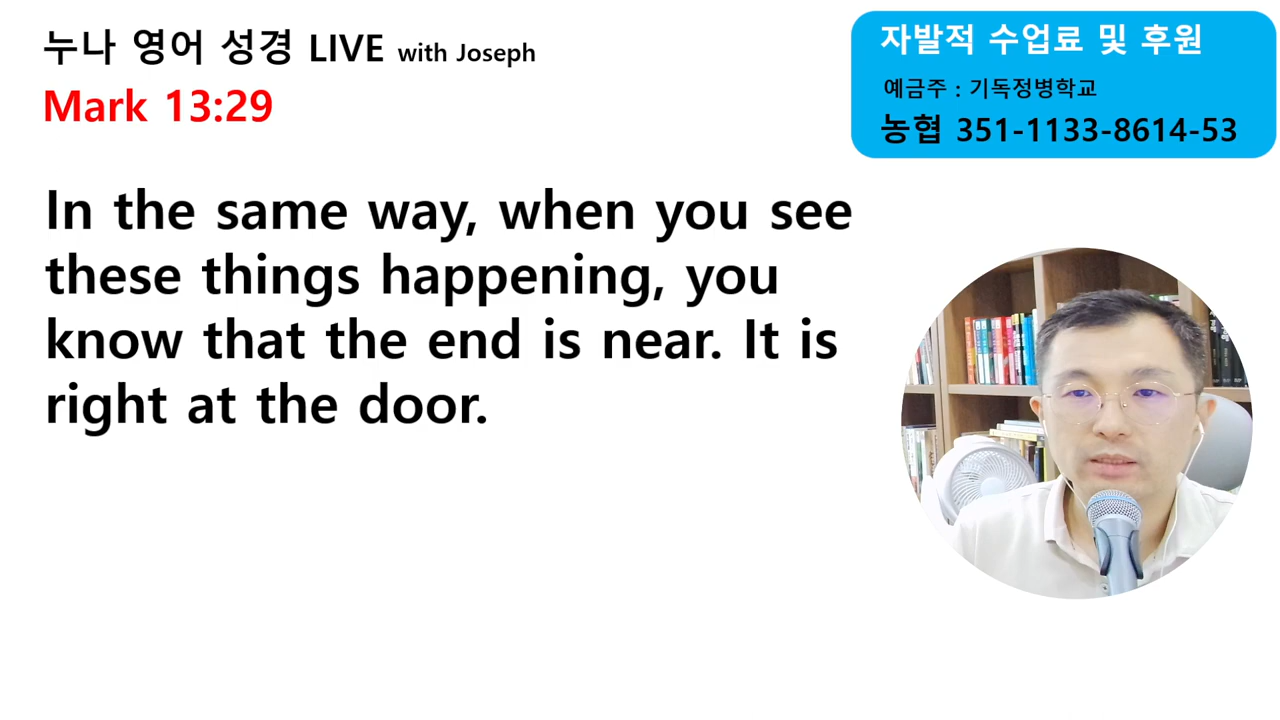 누나 영어 성경 LIVE with Joseph
Mark 13:29
자발적 수업료 및 후원
예금주 : 기독정병학교
농협 351-1133-8614-53
In the same way, when you see
these things happening, you
know that the end is near. It is
right at the door.